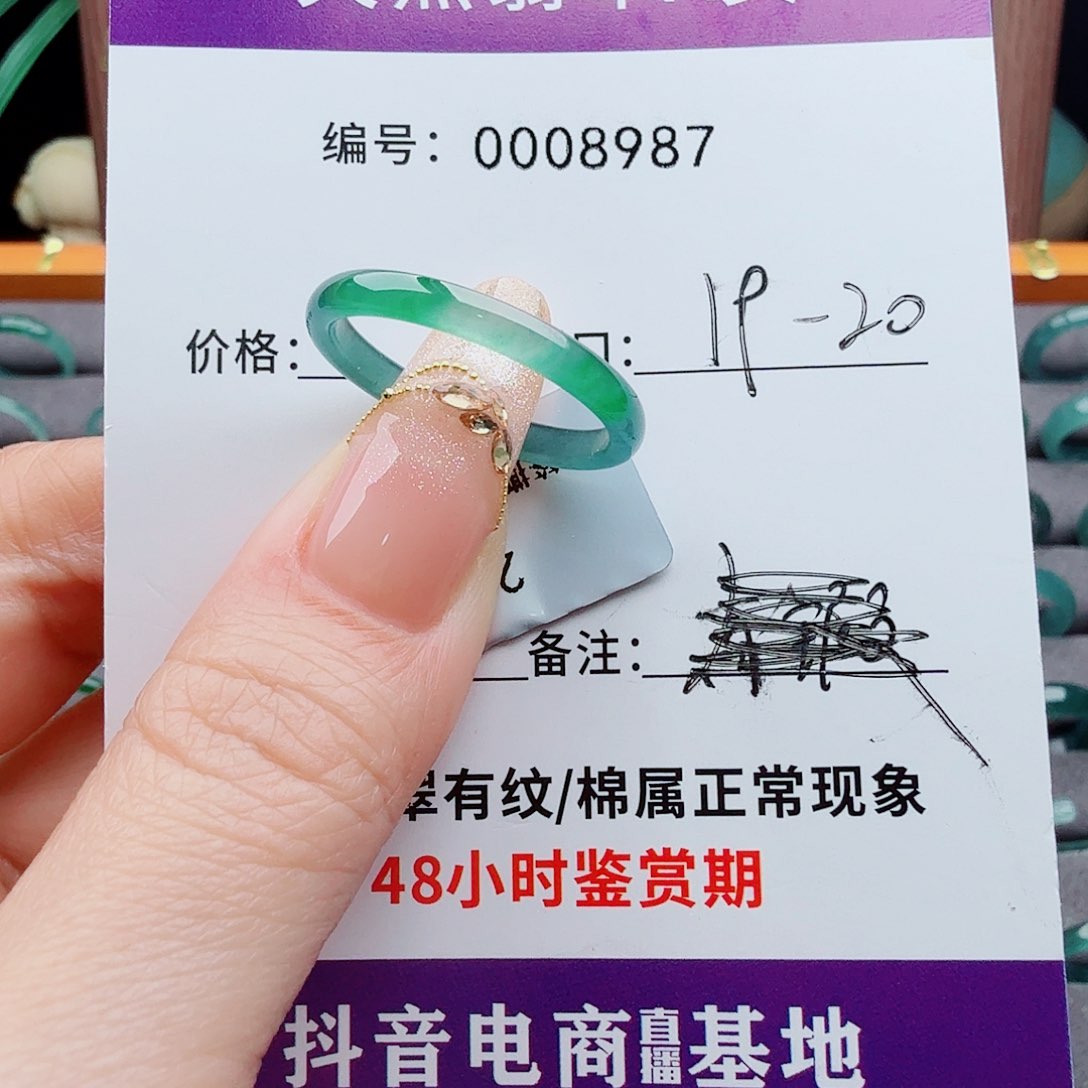 编号：0008987
价格：
口：19-20
备注：
翠有纹/棉属正常现象
48小时鉴赏期
抖音电商直播基地